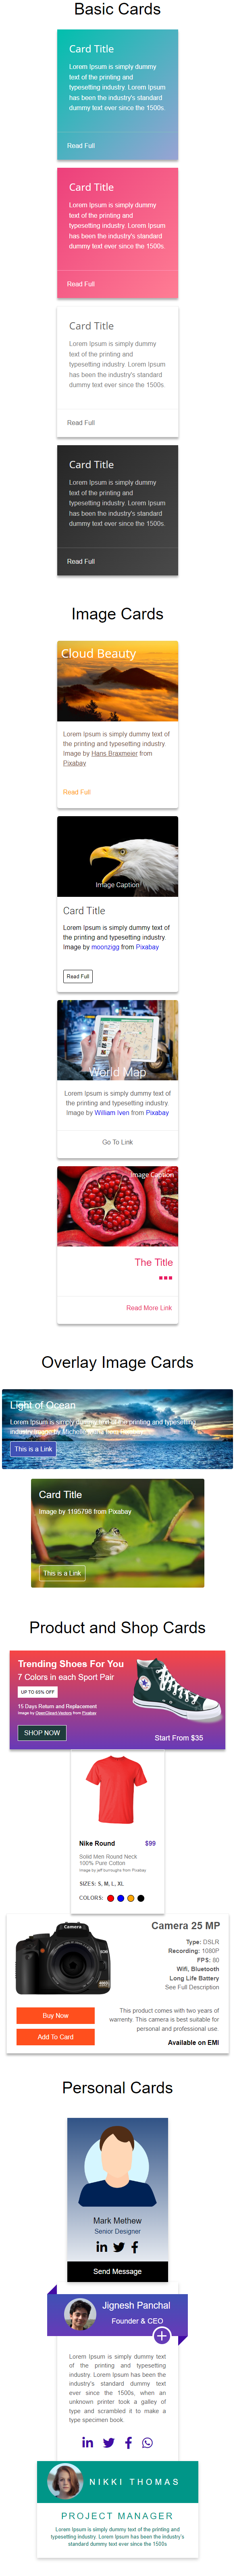 Basic Cards
Card Title
Lorem Ipsum is simply dummy
text of the printing and
typesetting industry. Lorem Ipsum
has been the industry's standard
dummy text ever since the 1500s.
Read Full
Card Title
Lorem Ipsum is simply dummy
text of the printing and
typesetting industry. Lorem Ipsum
has been the industry's standard
dummy text ever since the 1500s.
Read Full
Card Title
Lorem Ipsum is simply dummy
text of the printing and
typesetting industry. Lorem Ipsum
has been the industry's standard
dummy text ever since the 1500s.
Read Full
Card Title
Lorem Ipsum is simply dummy
text of the printing and
typesetting industry. Lorem Ipsum
has been the industry's standard
dummy text ever since the 1500s.
Read Full
Image Cards
Cloud Beauty
Lorem Ipsum is simply dummy text of
the printing and typesetting industry.
Image by Hans Braxmeier from
Pixabay
Read Full
Image Caption
Card Title
Lorem Ipsum is simply dummy text of
the printing and typesetting industry.
Image by moonzigg from Pixabay
Read Full
World Map
Lorem Ipsum is simply dummy text of
the printing and typesetting industry.
Image by William Iven from Pixabay
Go To Link
Image Caption
The Title
Read More Link
Overlay Image Cards
Light of Ocean
Lorem Ipsum is simply dummy text of the printing and typesetting
industry. Image by
This is a Link
Card Title
Image by 1195798 from Pixabay
This is a Link
Product and Shop Cards
Trending Shoes For You
7 Colors in each Sport Pair
UP TO 65% OFF
15 Days Return and Replacement
Image by OpenClipart-Vectors from Pixabay
SHOP NOW
Start From $35
Nike Round $99
Solid Men Round Neck
100% Pure Cotton
Image by jeff burroughs from Pixabay
SIZES: S, M, L, XL
COLORS:
Camera 25 MP
Type: DSLR
Recording: 1080P
FPS: 80
Wifi, Bluetooth
Long Life Battery
See Full Description
Buy Now
Add To Card
This product comes with two years of
warranty. This camera is best suitable for
personal and professional use.
Available on EMI
Personal Cards
Mark Methew
Senior Designer
Send Message
Jignesh Panchal
Founder & CEO
Lorem Ipsum is simply dummy text
of the printing and typesetting
industry. Lorem Ipsum has been the
industry's standard dummy text
ever since the 1500s, when an
unknown printer took a galley of
type and scrambled it to make a
type specimen book.
NIKKI THOMAS
PROJECT MANAGER
Lorem Ipsum is simply dummy text of the printing and
typesetting industry. Lorem Ipsum has been the industry's
standard dummy text ever since the 1500s